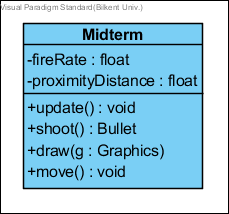 Visual Paradigm Standard(Bilkent Univ.)
Midterm
-fireRate : float
-proximityDistance : float
+update() : void
+shoot() : Bullet
+draw(g : Graphics)
+move() : void